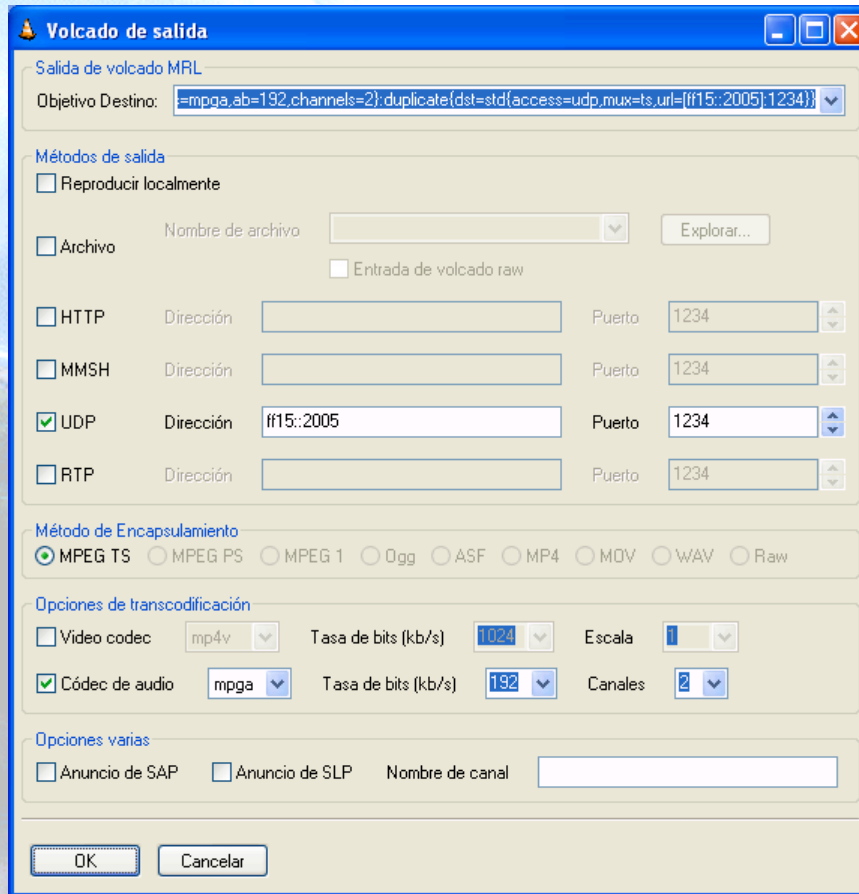 Volcado de salida
Salida de volcado MRL
Objetivo Destino: :=mpga,ab=192,channels=2}:duplicate{dst=std{access=udp,mux=ts,url=[ff15::2005]:1234}}
Métodos de salida
Reproducir localmente
Archivo Nombre de archivo Explorar...
Entrada de volcado raw
HTTP Dirección Puerto 1234
MMSH Dirección Puerto 1234
UDP Dirección ff15::2005 Puerto 1234
RTP Dirección Puerto 1234
Método de Encapsulamiento
MPEG TS MPEG PS MPEG 1 Ogg ASF MP4 MOV WAV Raw
Opciones de transcodificación
Video codec mp4v Tasa de bits (kb/s) 1024 Escala 1
Códec de audio mpga Tasa de bits (kb/s) 192 Canales 2
Opciones varias
Anuncio de SAP Anuncio de SLP Nombre de canal
OK Cancelar